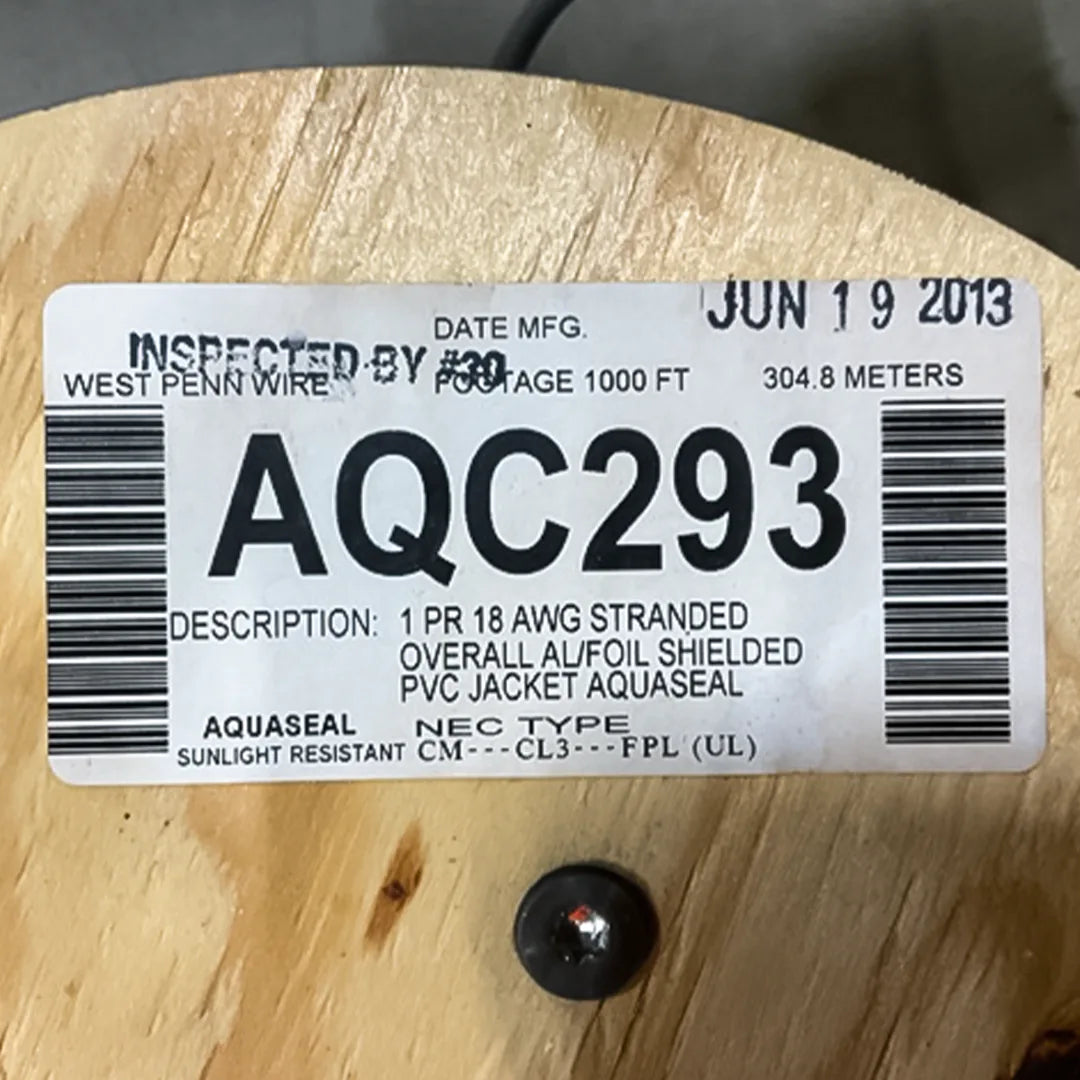 JUN 19 2013
DATE MFG.
INSPECTED BY #30
WEST PENN WIRE FOOTAGE 1000 FT 304.8 METERS
AQC293
DESCRIPTION: 1 PR 18 AWG STRANDED
OVERALL AL/FOIL SHIELDED
PVC JACKET AQUASEAL
AQUASEAL NEC TYPE
SUNLIGHT RESISTANT CM---CL3---FPL (UL)